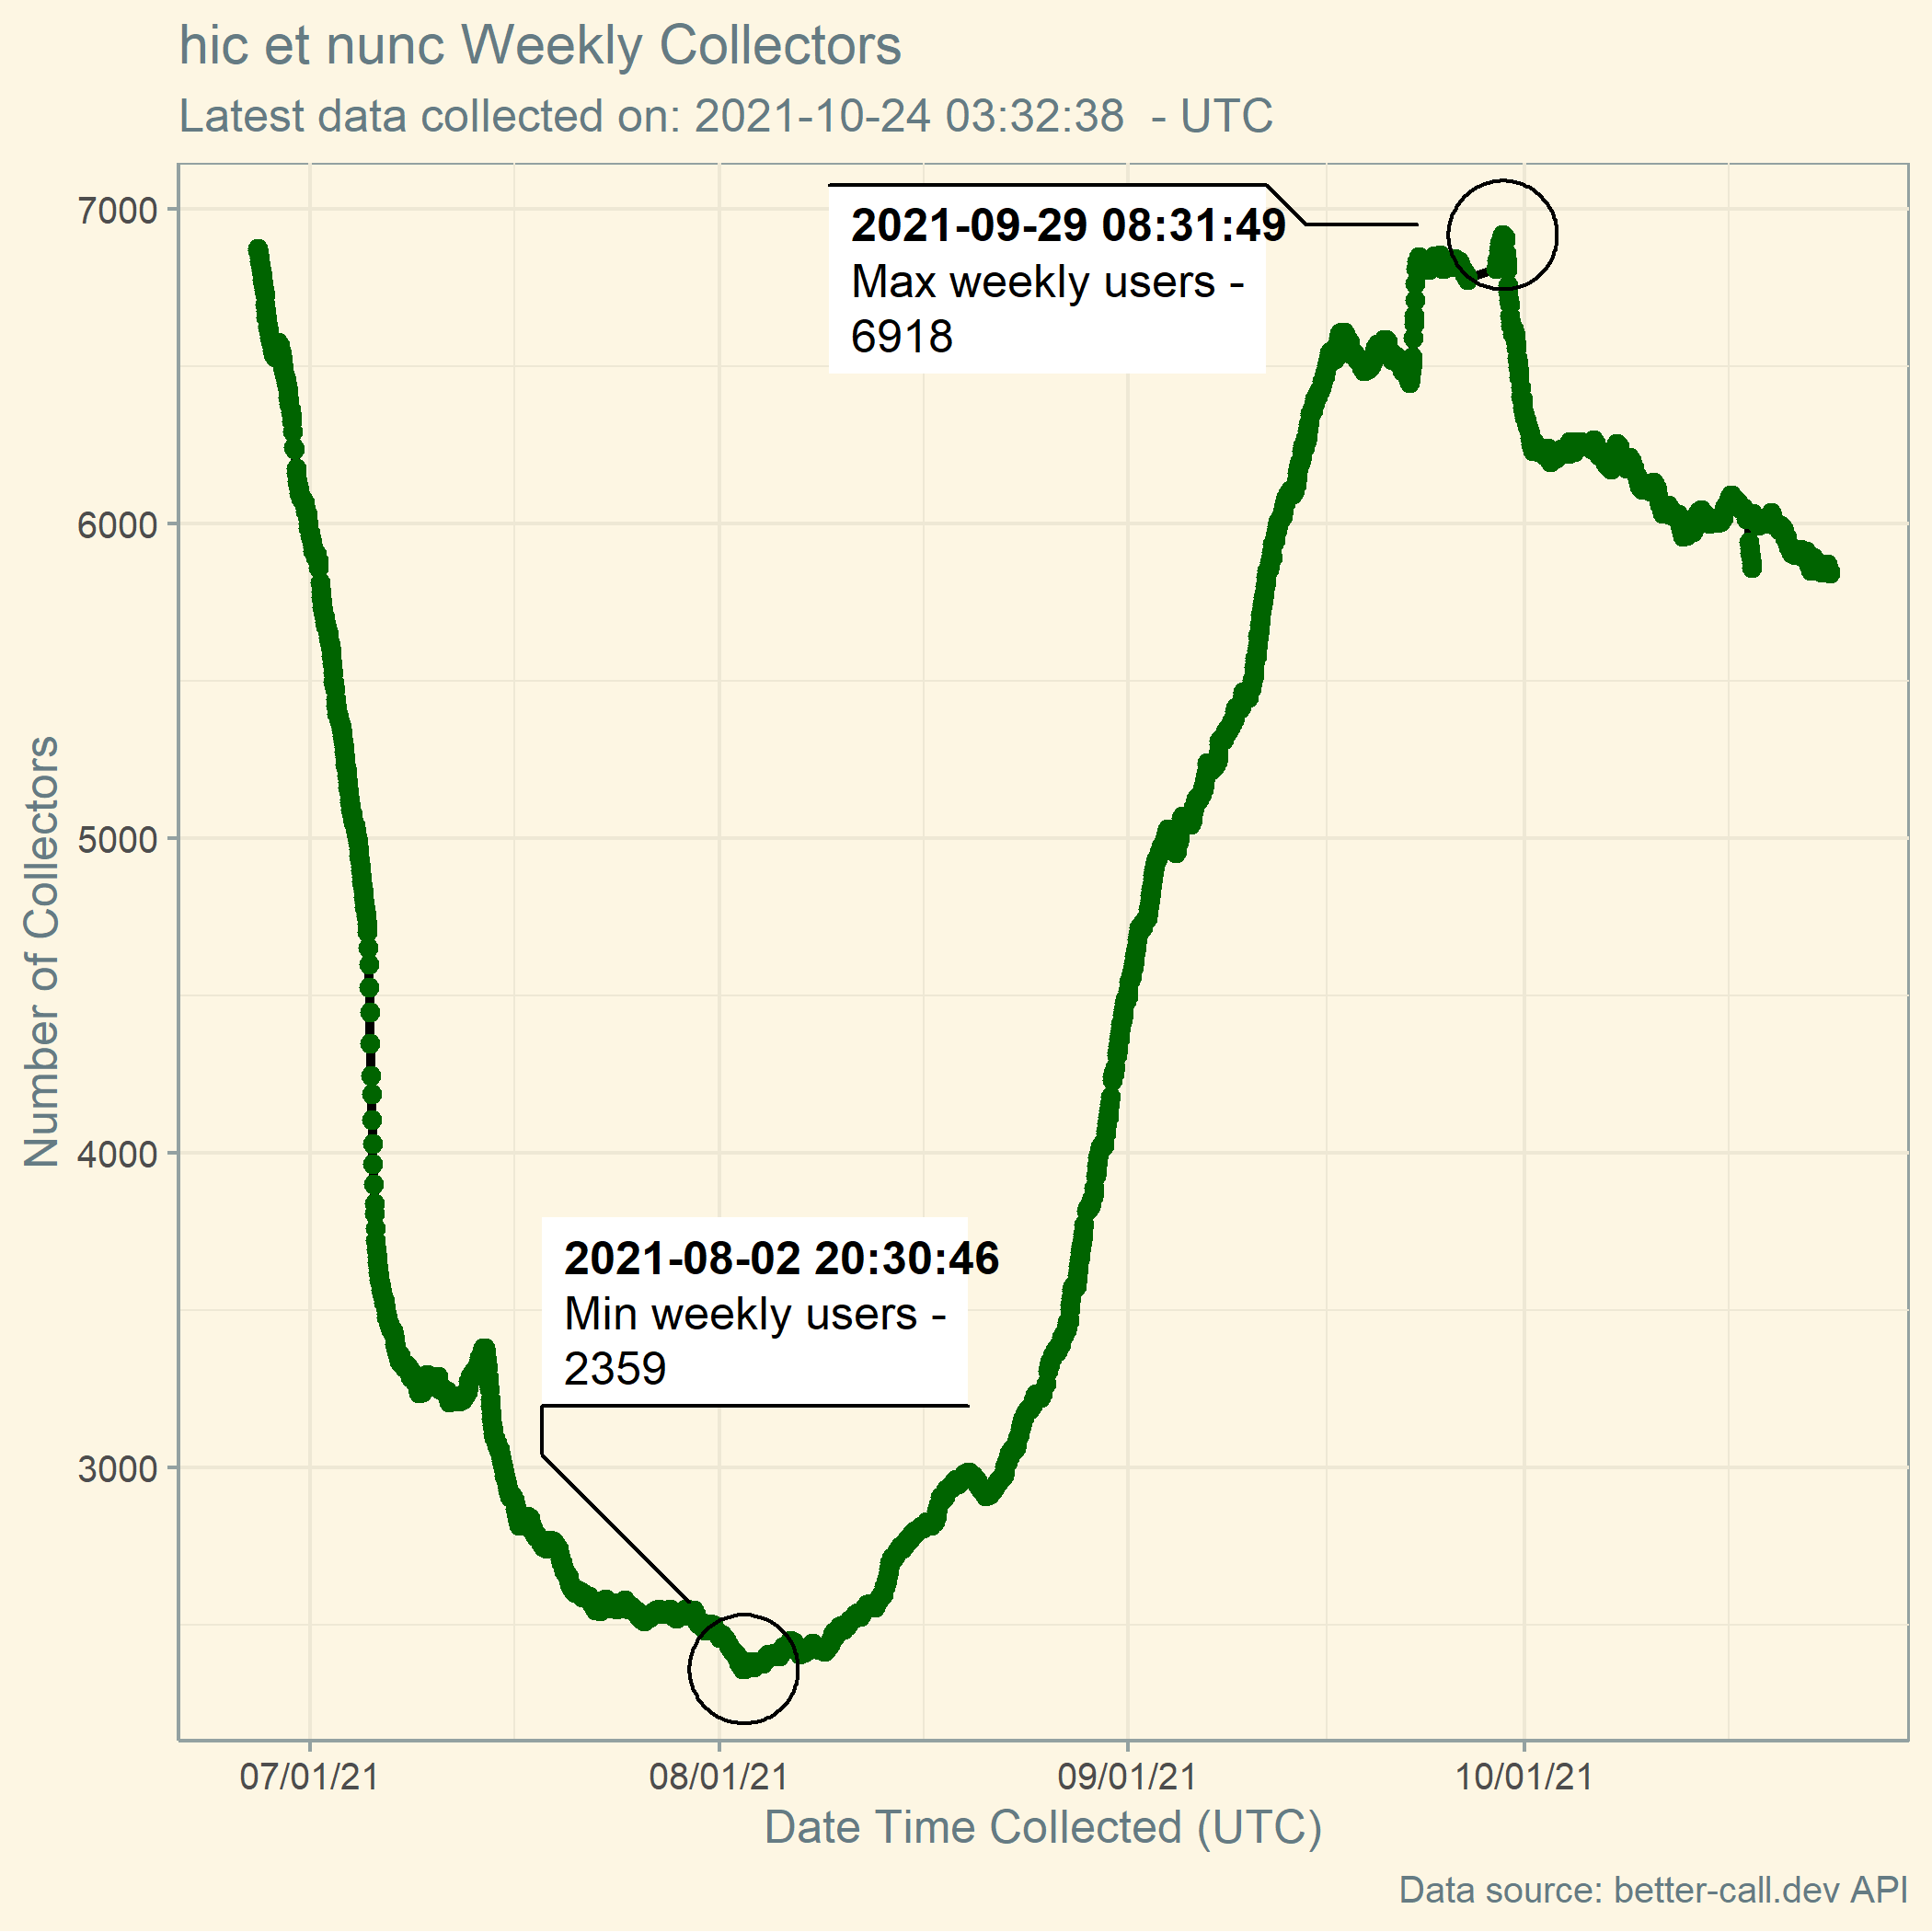 hic et nunc Weekly Collectors
Latest data collected on: 2021-10-24 03:32:38  - UTC
Number of Collectors
7000
6000
5000
4000
3000
2021-09-29 08:31:49
Max weekly users -
6918
2021-08-02 20:30:46
Min weekly users -
2359
07/01/21
08/01/21
09/01/21
10/01/21
Date Time Collected (UTC)
Data source: better-call.dev API